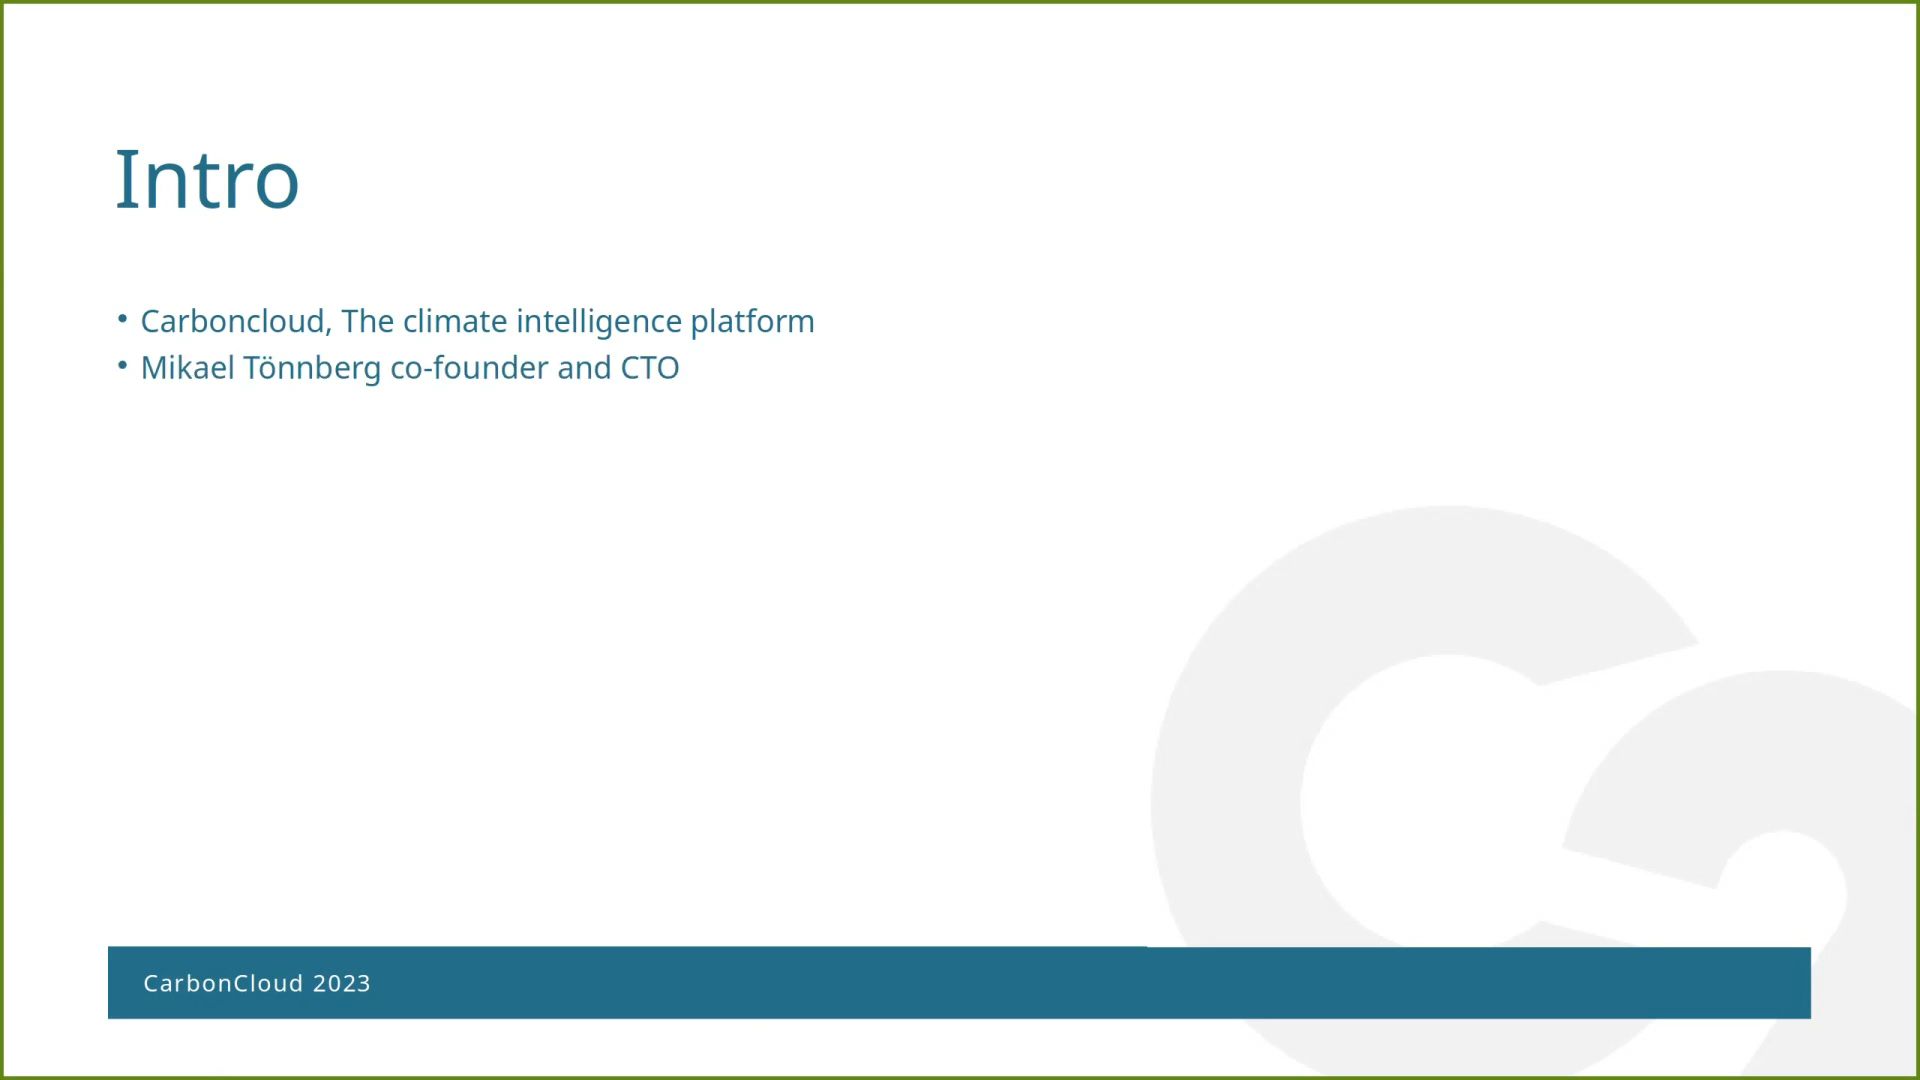 Intro
• Carboncloud, The climate intelligence platform
• Mikael Tönnberg co-founder and CTO
CarbonCloud 2023